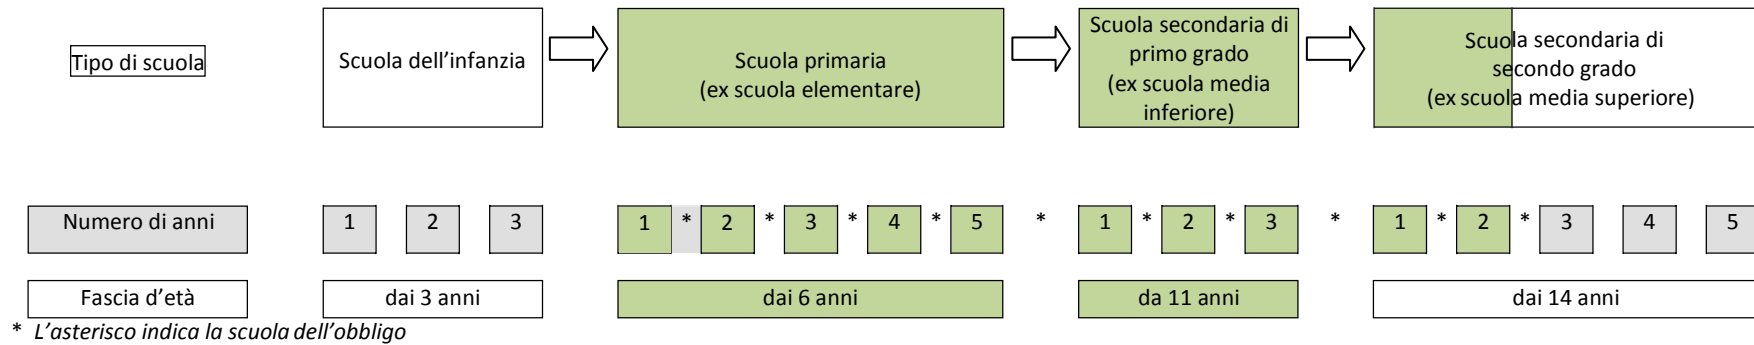 Tipo di scuola
Scuola dell’infanzia
Scuola primaria
(ex scuola elementare)
Scuola secondaria di
primo grado
(ex scuola media
inferiore)
Scuola secondaria di
secondo grado
(ex scuola media superiore)
Numero di anni
1 2 3
1 * 2 * 3 * 4 * 5 * 1 * 2 * 3 * 1 * 2 * 3 4 5
Fascia d’età
dai 3 anni
dai 6 anni
da 11 anni
dai 14 anni
* L’asterisco indica la scuola dell’obbligo